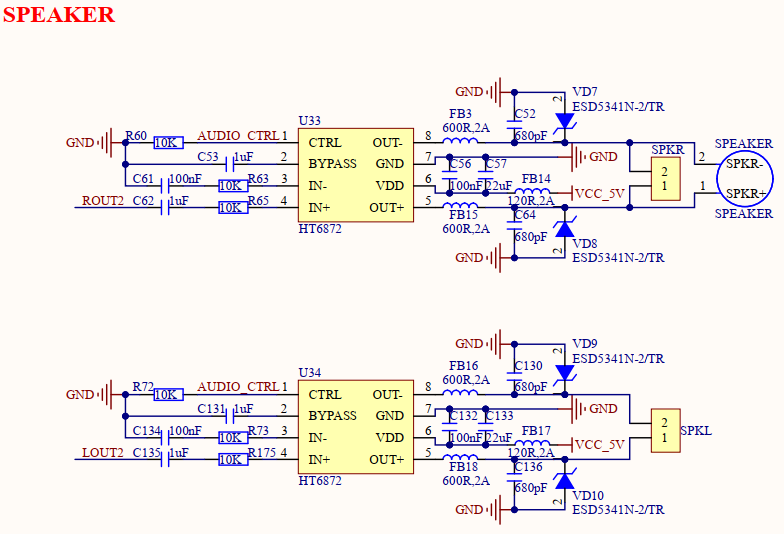 SPEAKER
GND
R60
10K
AUDIO_CTRL 1
C53
1uF
2
C61
100nF
10K
R63
3
ROUT2
C62
1uF
10K
R65
4
U33
CTRL
OUT-
BYPASS
GND
IN-
VDD
IN+
OUT+
HT6872
8
7
6
5
FB3
600R,2A
GND
C52
680pF
2
VD7
ESD5341N-2/TR
C56
100nF
C57
22uF
GND
FB14
120R,2A
VCC_5V
FB15
600R,2A
C64
680pF
GND
2
VD8
ESD5341N-2/TR
SPKR
2
1
SPEAKER
2
SPKR-
1
SPKR+
SPEAKER
GND
R72
10K
AUDIO_CTRL 1
C131
1uF
2
C134
100nF
10K
R73
3
LOUT2
C135
1uF
10K
R175
4
U34
CTRL
OUT-
BYPASS
GND
IN-
VDD
IN+
OUT+
HT6872
8
7
6
5
FB16
600R,2A
GND
C130
680pF
2
VD9
ESD5341N-2/TR
C132
100nF
C133
22uF
GND
FB17
120R,2A
VCC_5V
FB18
600R,2A
C136
680pF
GND
2
VD10
ESD5341N-2/TR
2
1
SPKL